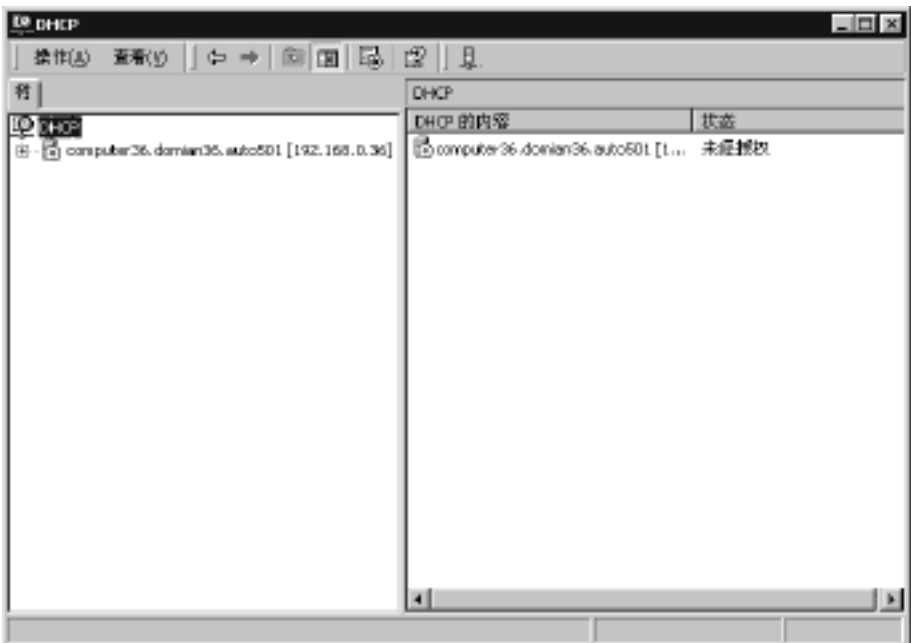 DHCP
操作(A) 查看(V)
树
DHCP
DHCP
computer36.domian36.auto501 [192.168.0.36]
DHCP 的内容 状态
computer36.domian36.auto501 [1... 未经授权